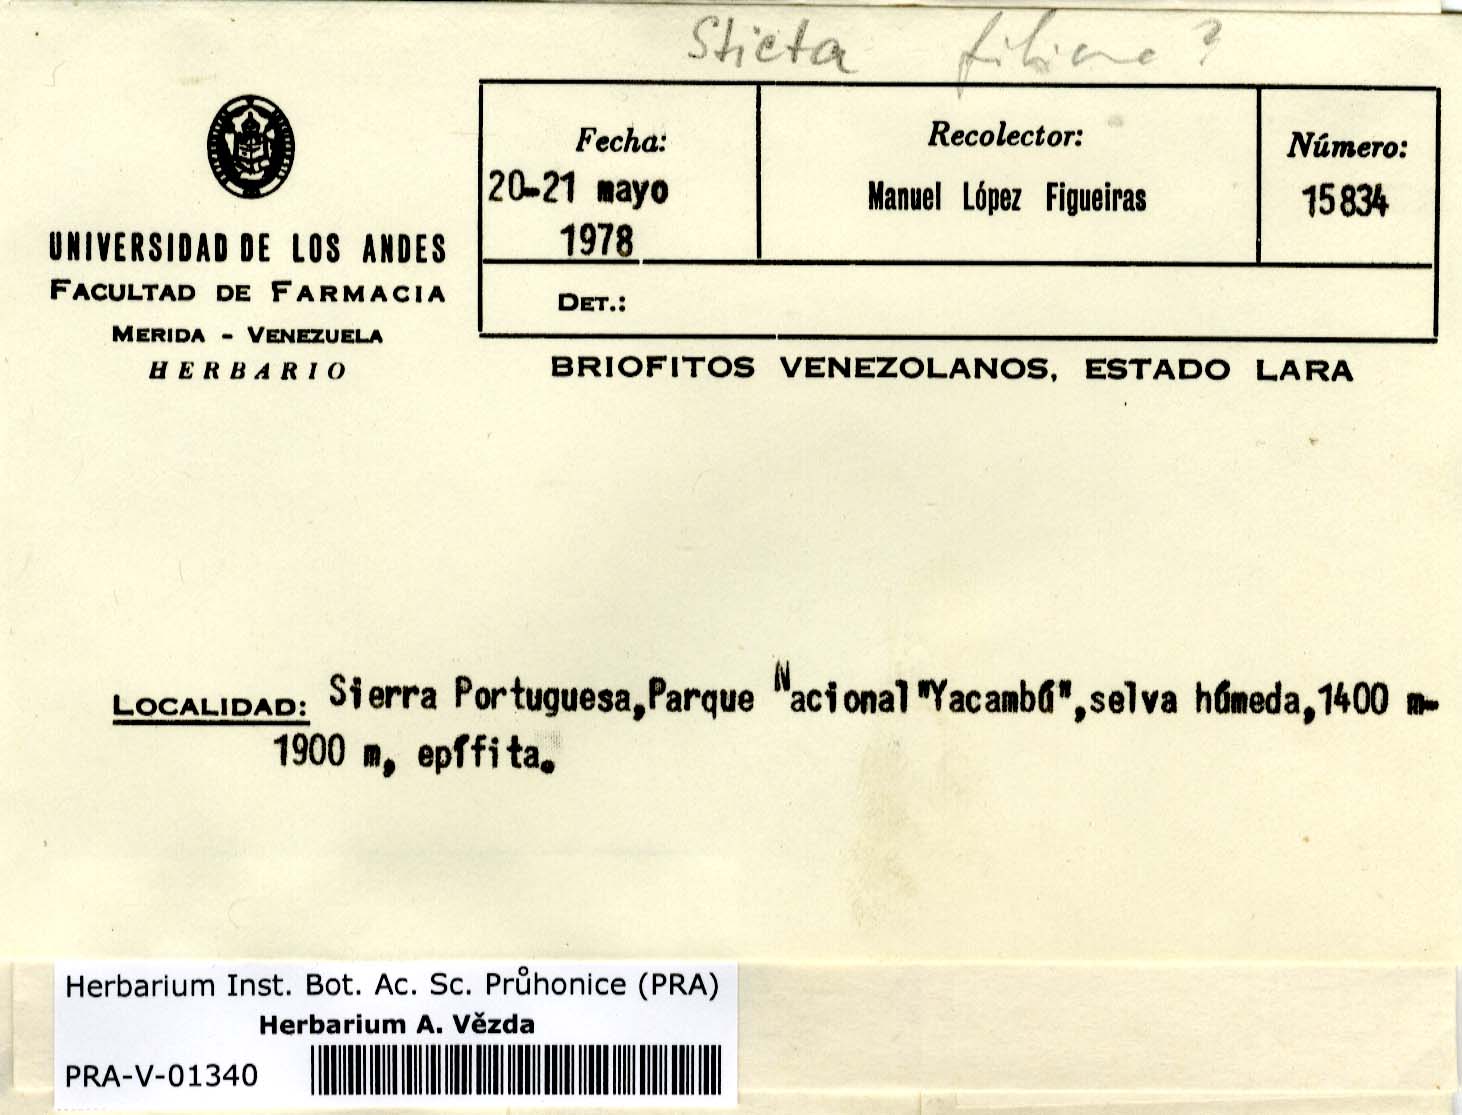 Sticta
Fecha:
20-21 mayo
1978
Recolector:
Manuel López Figueiras
Número:
15834
DET.:
UNIVERSIDAD DE LOS ANDES
FACULTAD DE FARMACIA
MERIDA - VENEZUELA
HERBARIO
BRIOFITOS VENEZOLANOS, ESTADO LARA
LOCALIDAD: Sierra Portuguesa,Parque Nacional "Yacambú",selva húmeda,1400 m-
1900 m, epífita.
Herbarium Inst. Bot. Ac. Sc. Průhonice (PRA)
Herbarium A. Vězda
PRA-V-01340